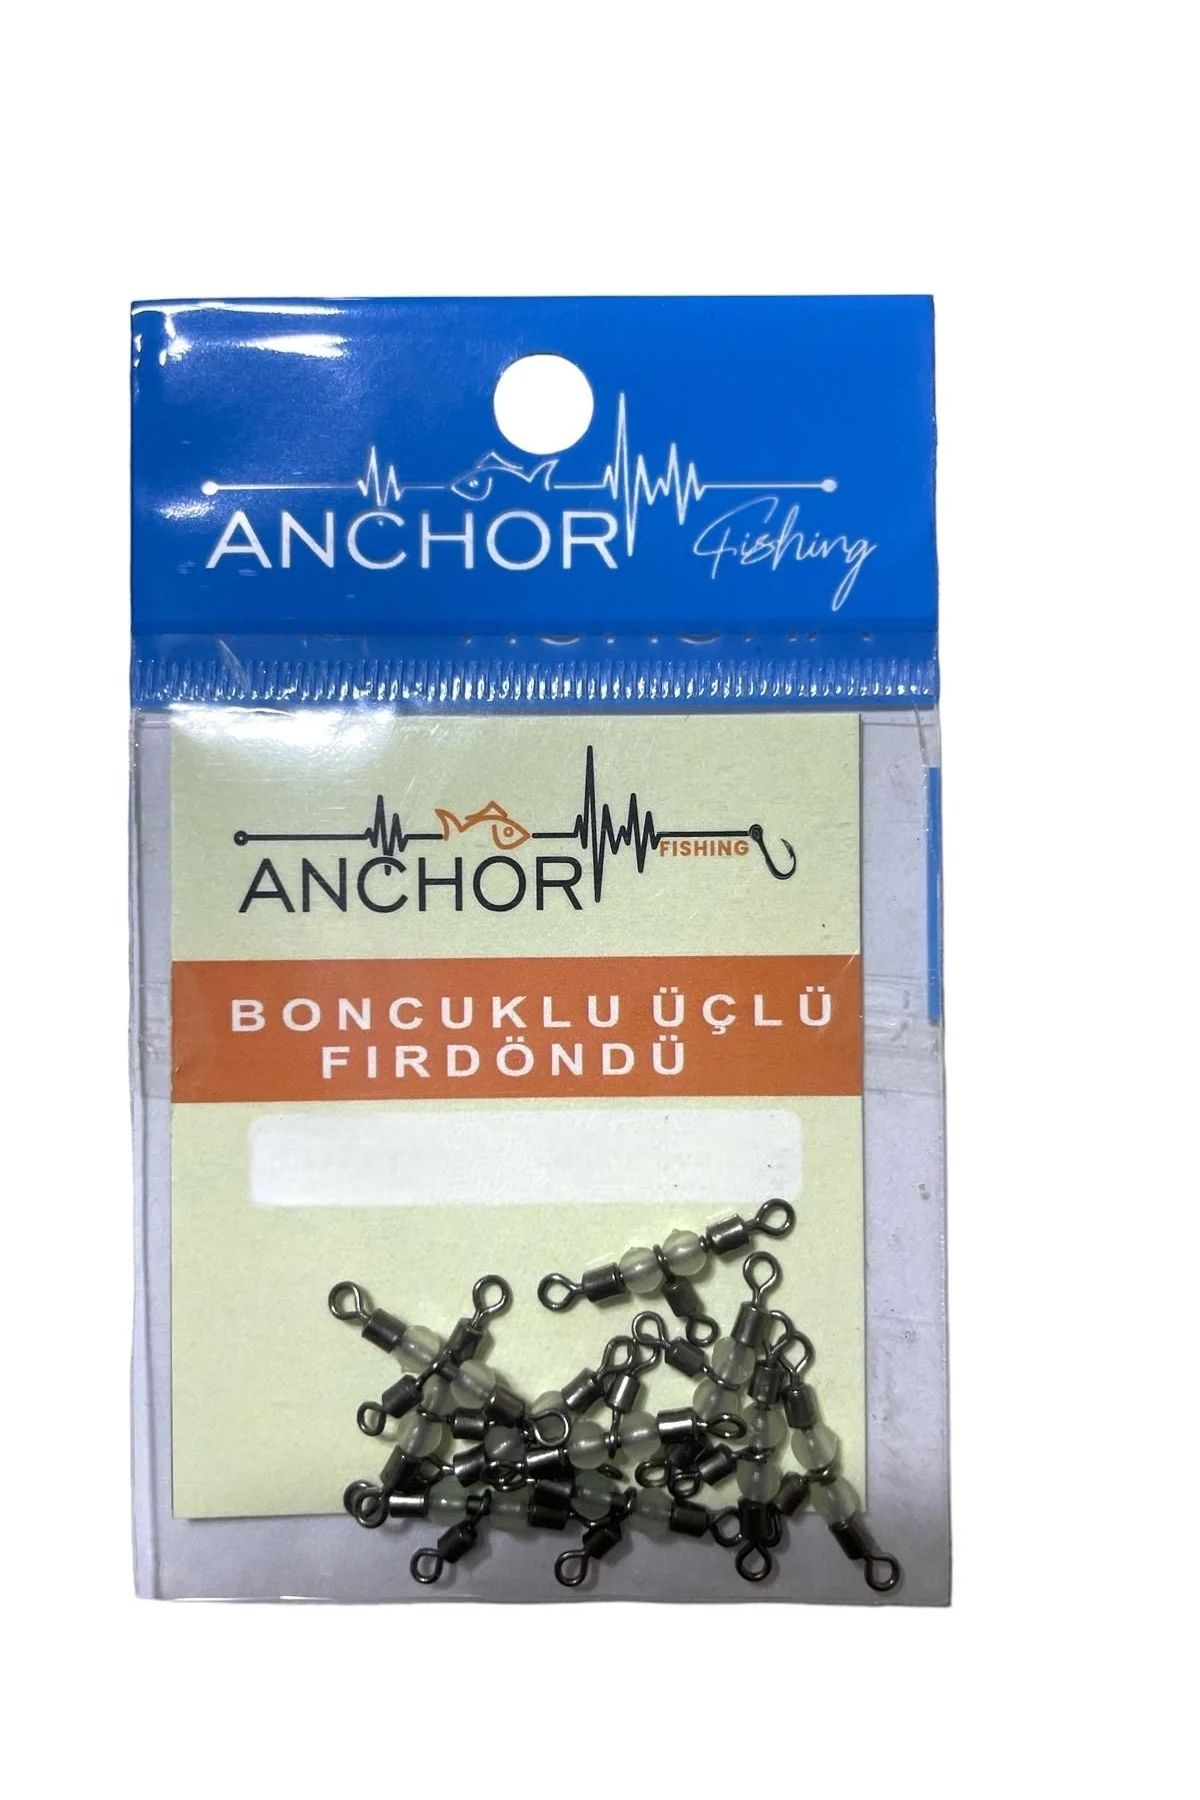 ANCHOR Fishing
ANCHOR FISHING
BONCUKLU ÜÇLÜ
FIRDÖNDÜ